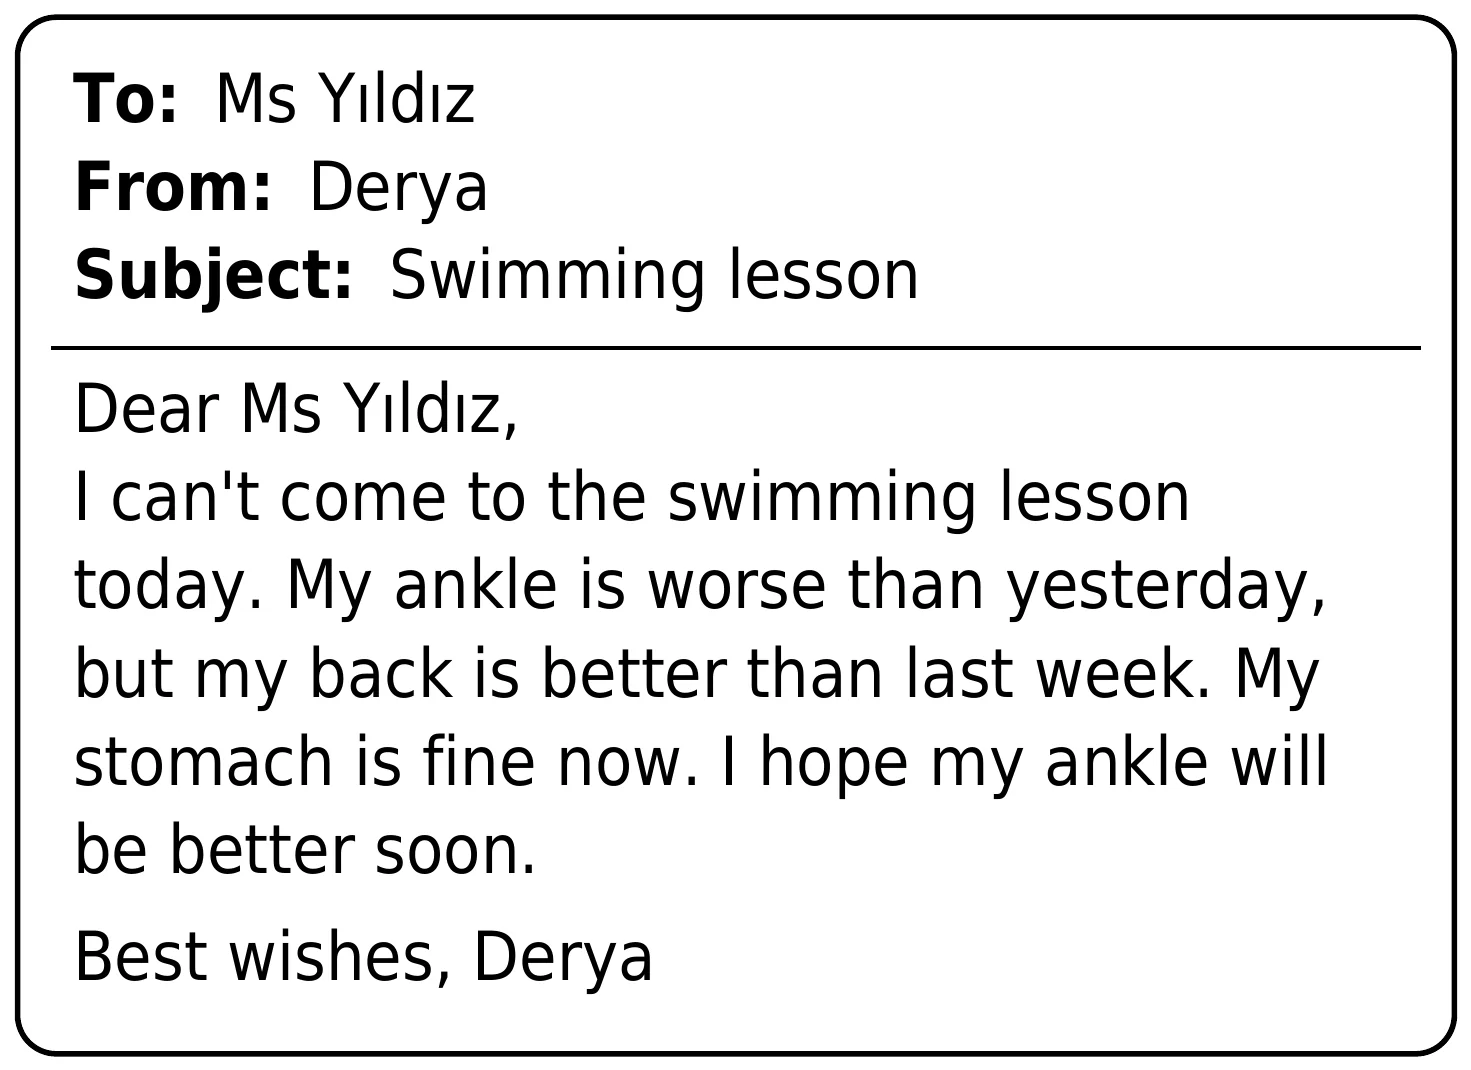 To: Ms Yıldız
From: Derya
Subject: Swimming lesson
Dear Ms Yıldız,
I can't come to the swimming lesson
today. My ankle is worse than yesterday,
but my back is better than last week. My
stomach is fine now. I hope my ankle will
be better soon.
Best wishes, Derya